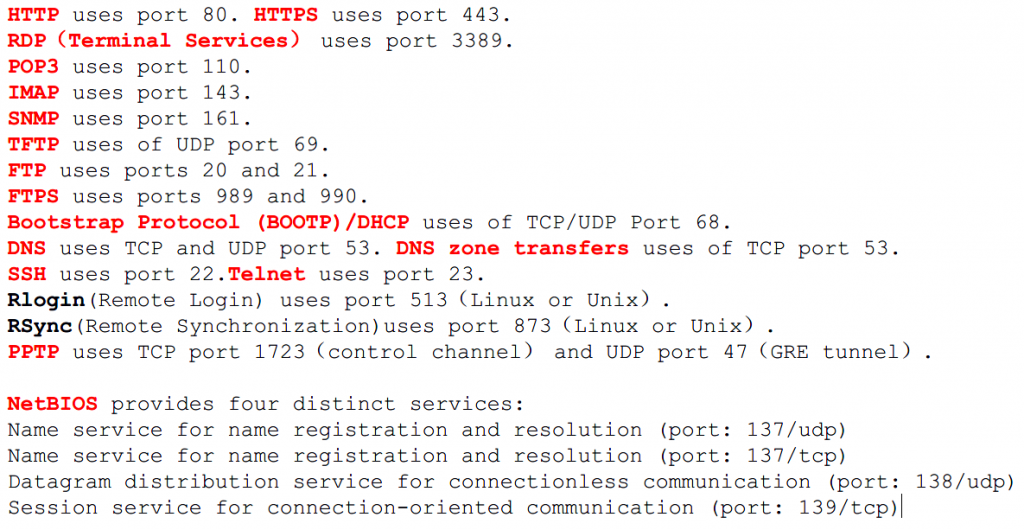 HTTP uses port 80. HTTPS uses port 443.
RDP（Terminal Services） uses port 3389.
POP3 uses port 110.
IMAP uses port 143.
SNMP uses port 161.
TFTP uses of UDP port 69.
FTP uses ports 20 and 21.
FTPS uses ports 989 and 990.
Bootstrap Protocol (BOOTP)/DHCP uses of TCP/UDP Port 68.
DNS uses TCP and UDP port 53. DNS zone transfers uses of TCP port 53.
SSH uses port 22.Telnet uses port 23.
Rlogin(Remote Login) uses port 513（Linux or Unix）.
RSync(Remote Synchronization)uses port 873（Linux or Unix）.
PPTP uses TCP port 1723（control channel） and UDP port 47（GRE tunnel）.
NetBIOS provides four distinct services:
Name service for name registration and resolution (port: 137/udp)
Name service for name registration and resolution (port: 137/tcp)
Datagram distribution service for connectionless communication (port: 138/udp)
Session service for connection-oriented communication (port: 139/tcp)